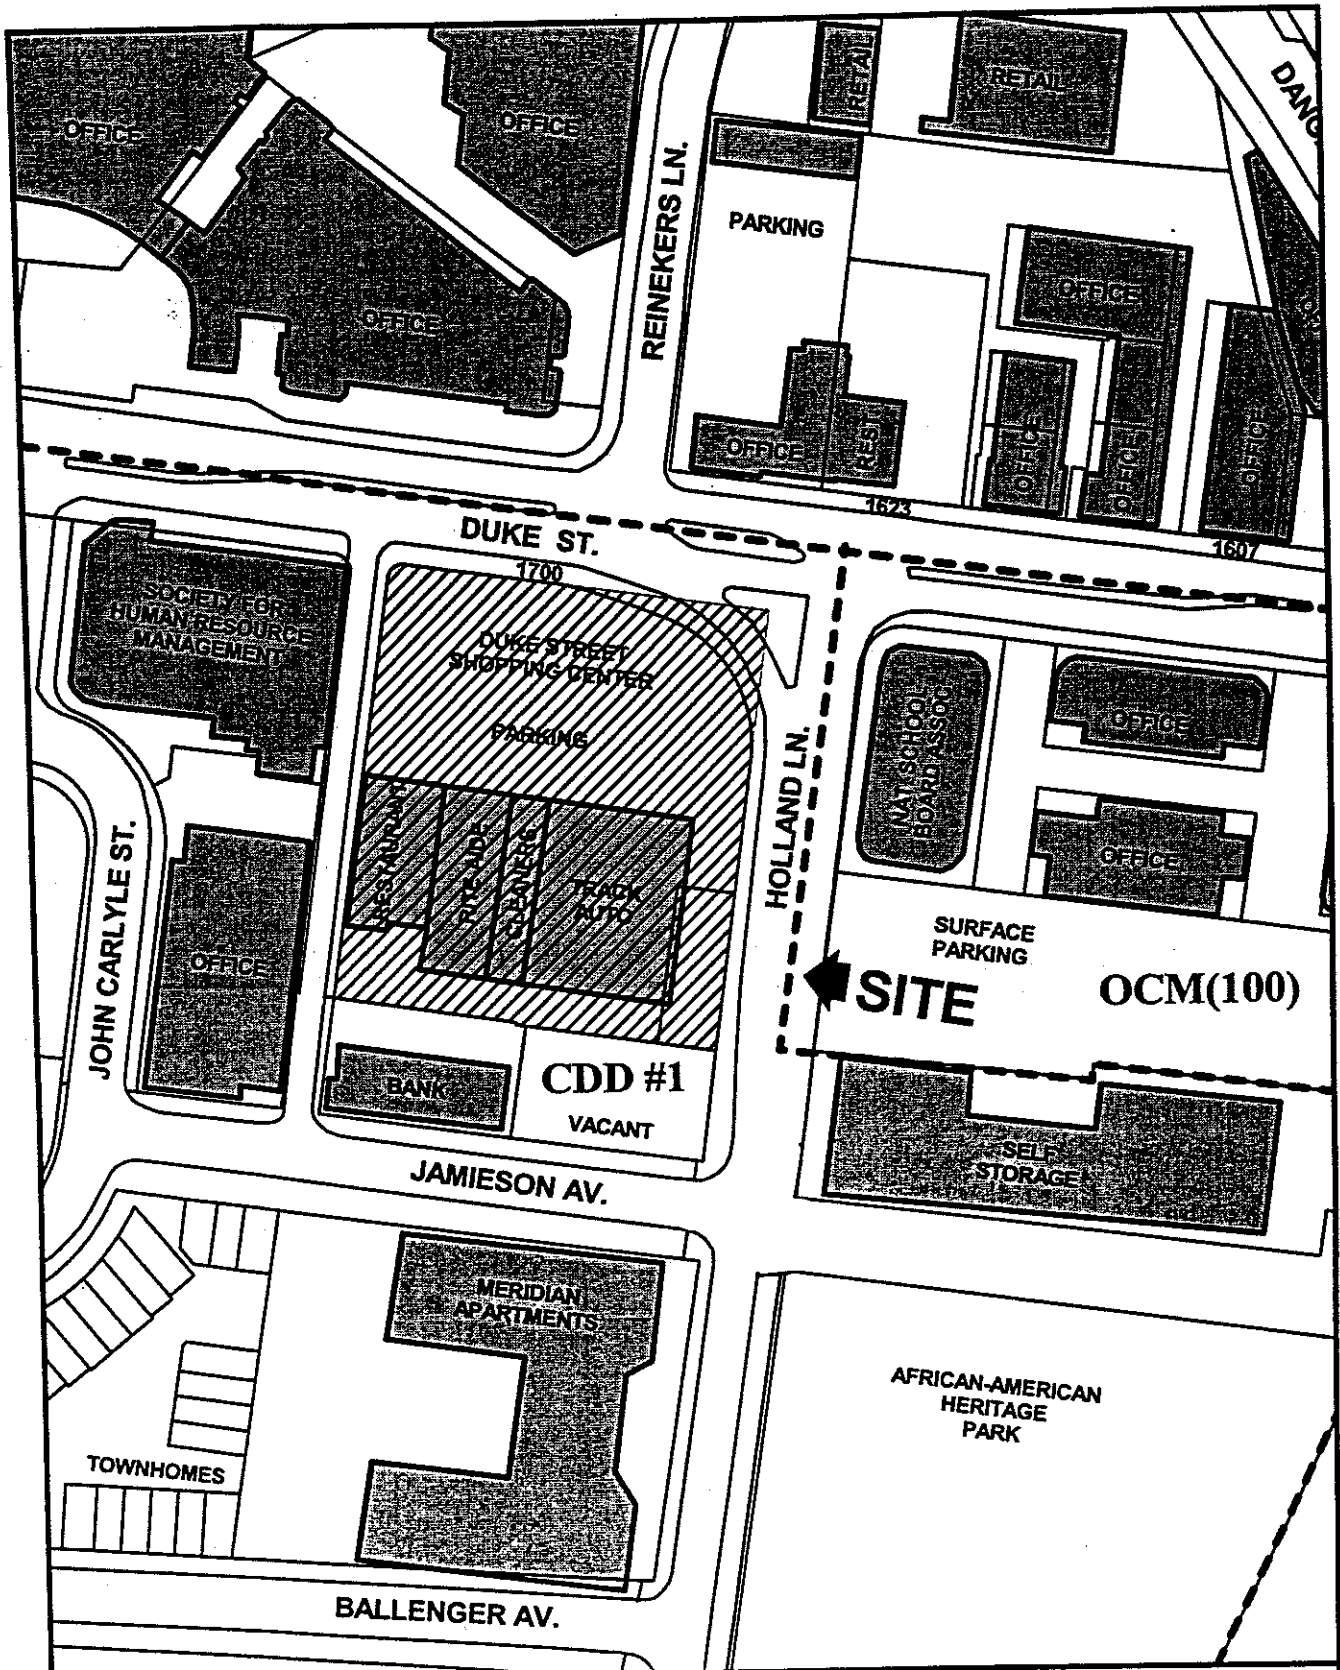 OFFICE
OFFICE
RETAIL
RETAIL
OFFICE
REINEKERS LN.
PARKING
OFFICE
OFFICE
REST
OFFICE
OFFICE
OFFICE
1623
1607
DUKE ST.
1700
SOCIETY FOR
HUMAN RESOURCE
MANAGEMENT
DUKE STREET
SHOPPING CENTER
PARKING
HOLLAND LN.
NAT SCHOOL
BOARD ASSOC
OFFICE
OFFICE
JOHN CARLYLE ST.
OFFICE
RESTAURANT
RITE AIDE
CLEANERS
TRACK
AUTO
SURFACE
PARKING
SITE
OCM(100)
BANK
CDD #1
VACANT
SELF
STORAGE
JAMIESON AV.
MERIDIAN
APARTMENTS
AFRICAN-AMERICAN
HERITAGE
PARK
TOWNHOMES
BALLENGER AV.